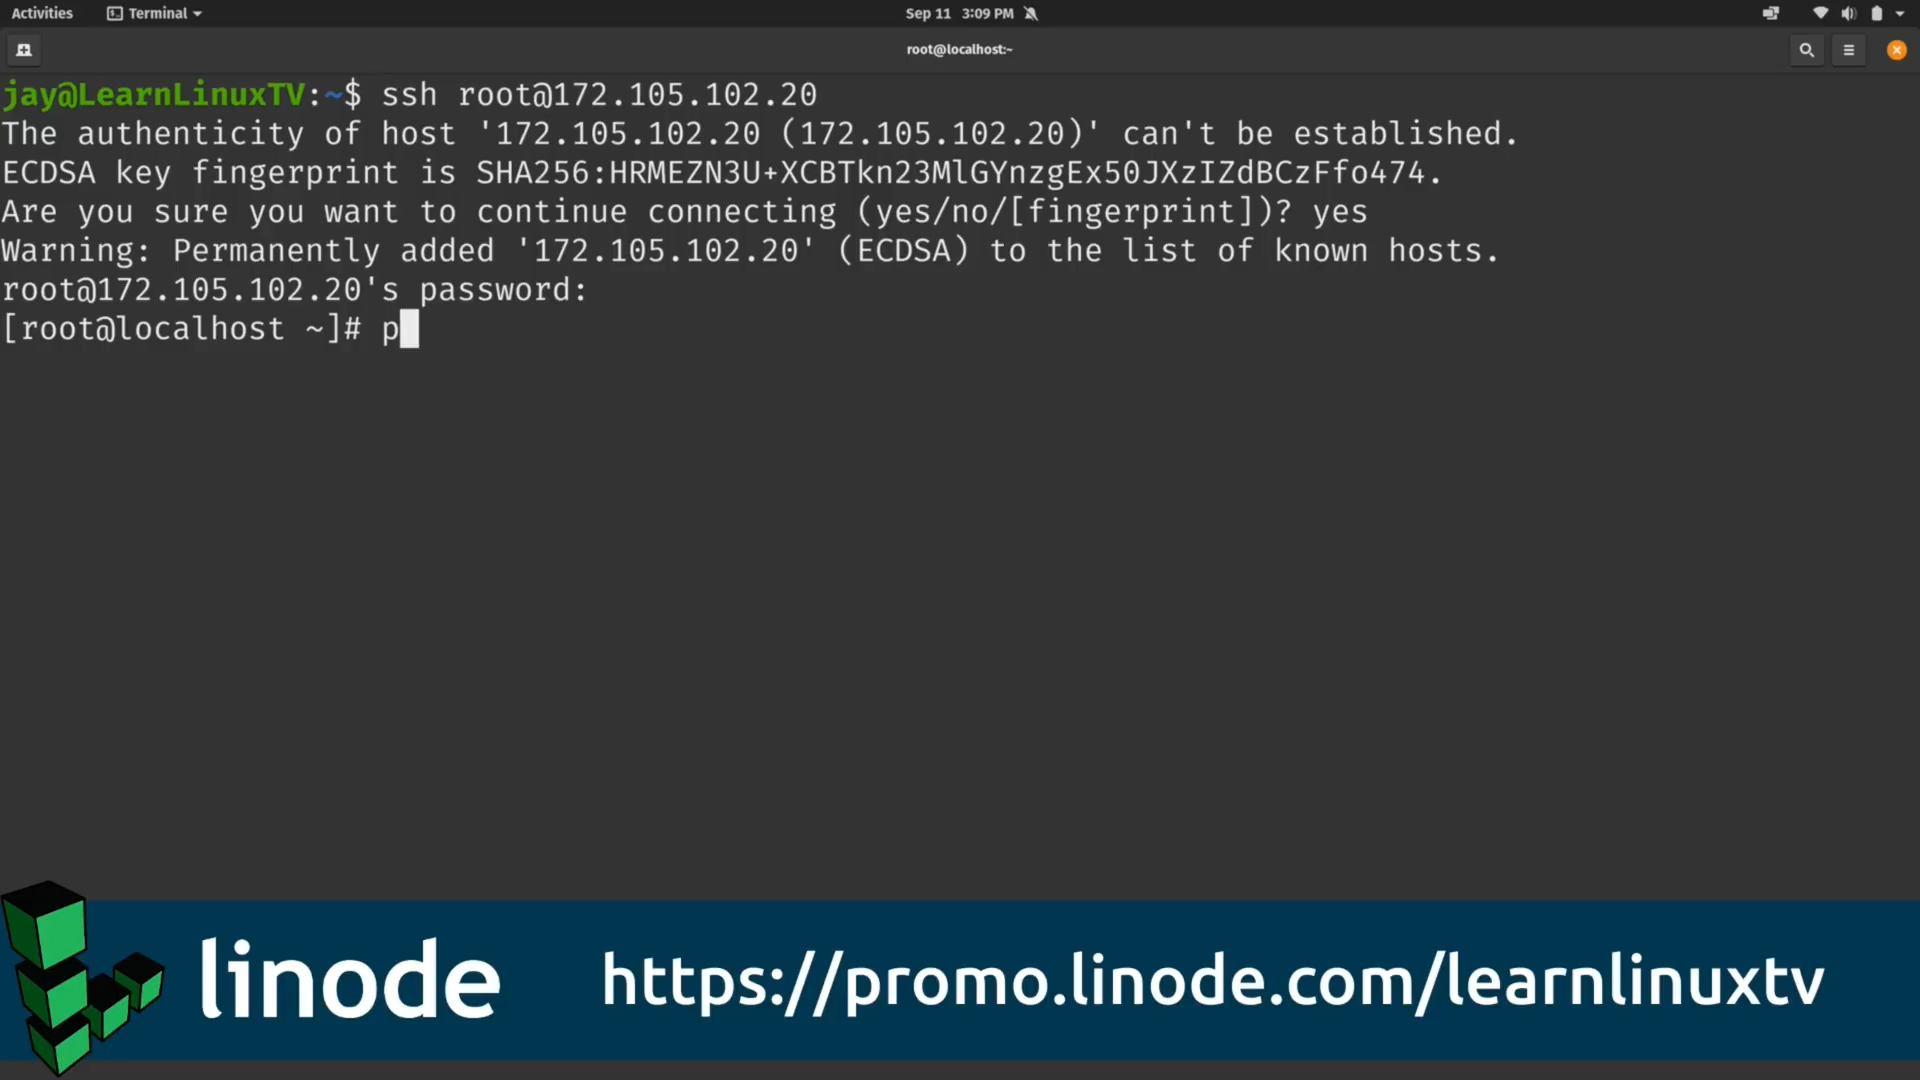 Activities Terminal Sep 11 3:09 PM
root@localhost:~
jay@LearnLinuxTV:~$ ssh root@172.105.102.20
The authenticity of host '172.105.102.20 (172.105.102.20)' can't be established.
ECDSA key fingerprint is SHA256:HRMEZN3U+XCBTkn23MlGYnzgEx50JXzIZdBCzFfo474.
Are you sure you want to continue connecting (yes/no/[fingerprint])? yes
Warning: Permanently added '172.105.102.20' (ECDSA) to the list of known hosts.
root@172.105.102.20's password:
[root@localhost ~]# p
linode https://promo.linode.com/learnlinuxtv